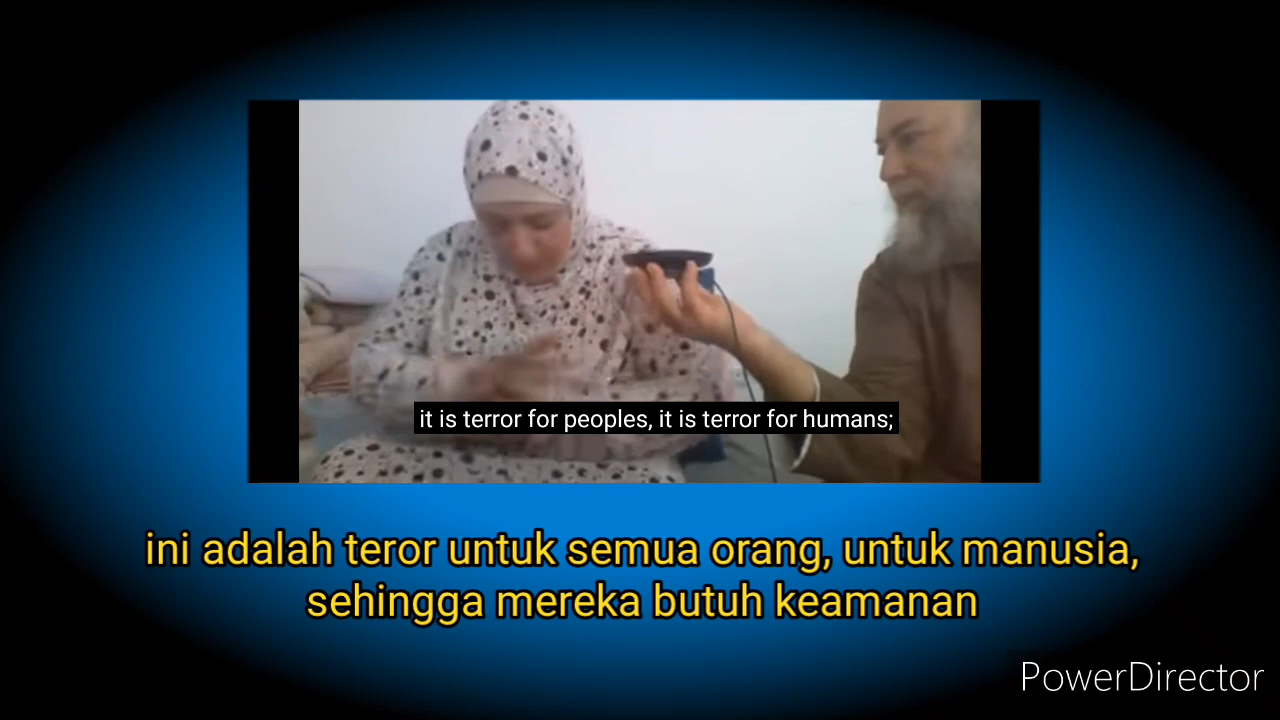 it is terror for peoples, it is terror for humans;
ini adalah teror untuk semua orang, untuk manusia,
sehingga mereka butuh keamanan
PowerDirector